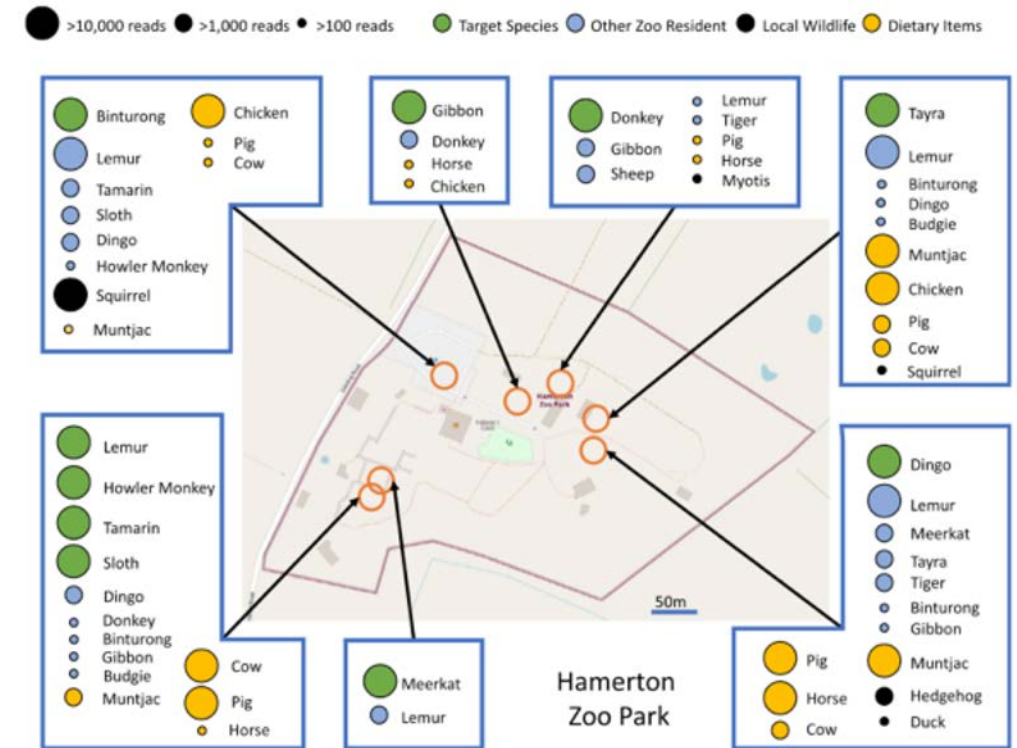 >10,000 reads >1,000 reads >100 reads Target Species Other Zoo Resident Local Wildlife Dietary Items
Binturong
Lemur
Tamarin
Sloth
Dingo
Howler Monkey
Squirrel
Muntjac
Chicken
Pig
Cow
Gibbon
Donkey
Horse
Chicken
Donkey
Gibbon
Sheep
Lemur
Tiger
Pig
Horse
Myotis
Tayra
Lemur
Binturong
Dingo
Budgie
Muntjac
Chicken
Pig
Cow
Squirrel
Hamerton
Zoo Park
50m
Lemur
Howler Monkey
Tamarin
Sloth
Dingo
Donkey
Binturong
Gibbon
Budgie
Muntjac
Cow
Pig
Horse
Meerkat
Lemur
Hamerton
Zoo Park
Dingo
Lemur
Meerkat
Tayra
Tiger
Binturong
Gibbon
Muntjac
Hedgehog
Duck
Pig
Horse
Cow